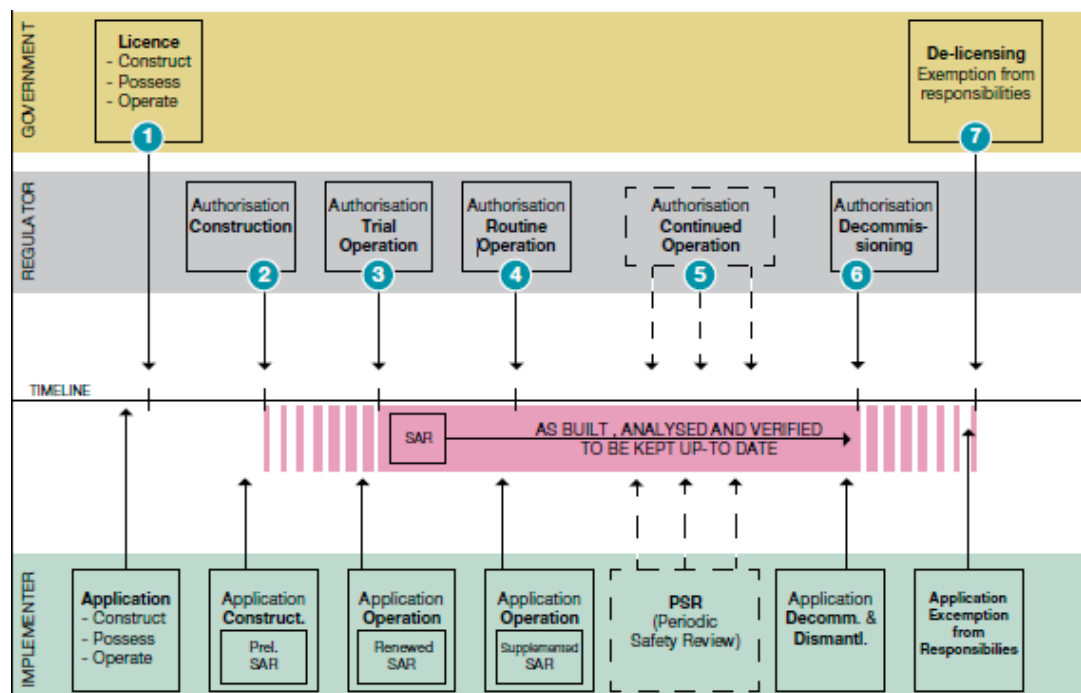 GOVERNMENT
Licence
- Construct
- Possess
- Operate
1
De-licensing
Exemption from
responsibilities
7
REGULATOR
Authorisation
Construction
2
Authorisation
Trial
Operation
3
Authorisation
Routine
Operation
4
Authorisation
Continued
Operation
5
Authorisation
Decommis-
sioning
6
TIMELINE
SAR
AS BUILT , ANALYSED AND VERIFIED
TO BE KEPT UP-TO DATE
IMPLEMENTER
Application
- Construct
- Possess
- Operate
Application
Construct.
Prel.
SAR
Application
Operation
Renewed
SAR
Application
Operation
Supplemensed
SAR
PSR
(Periodic
Safety Review)
Application
Decomm. &
Dismantl.
Application
Excemption
from
Responsibilies